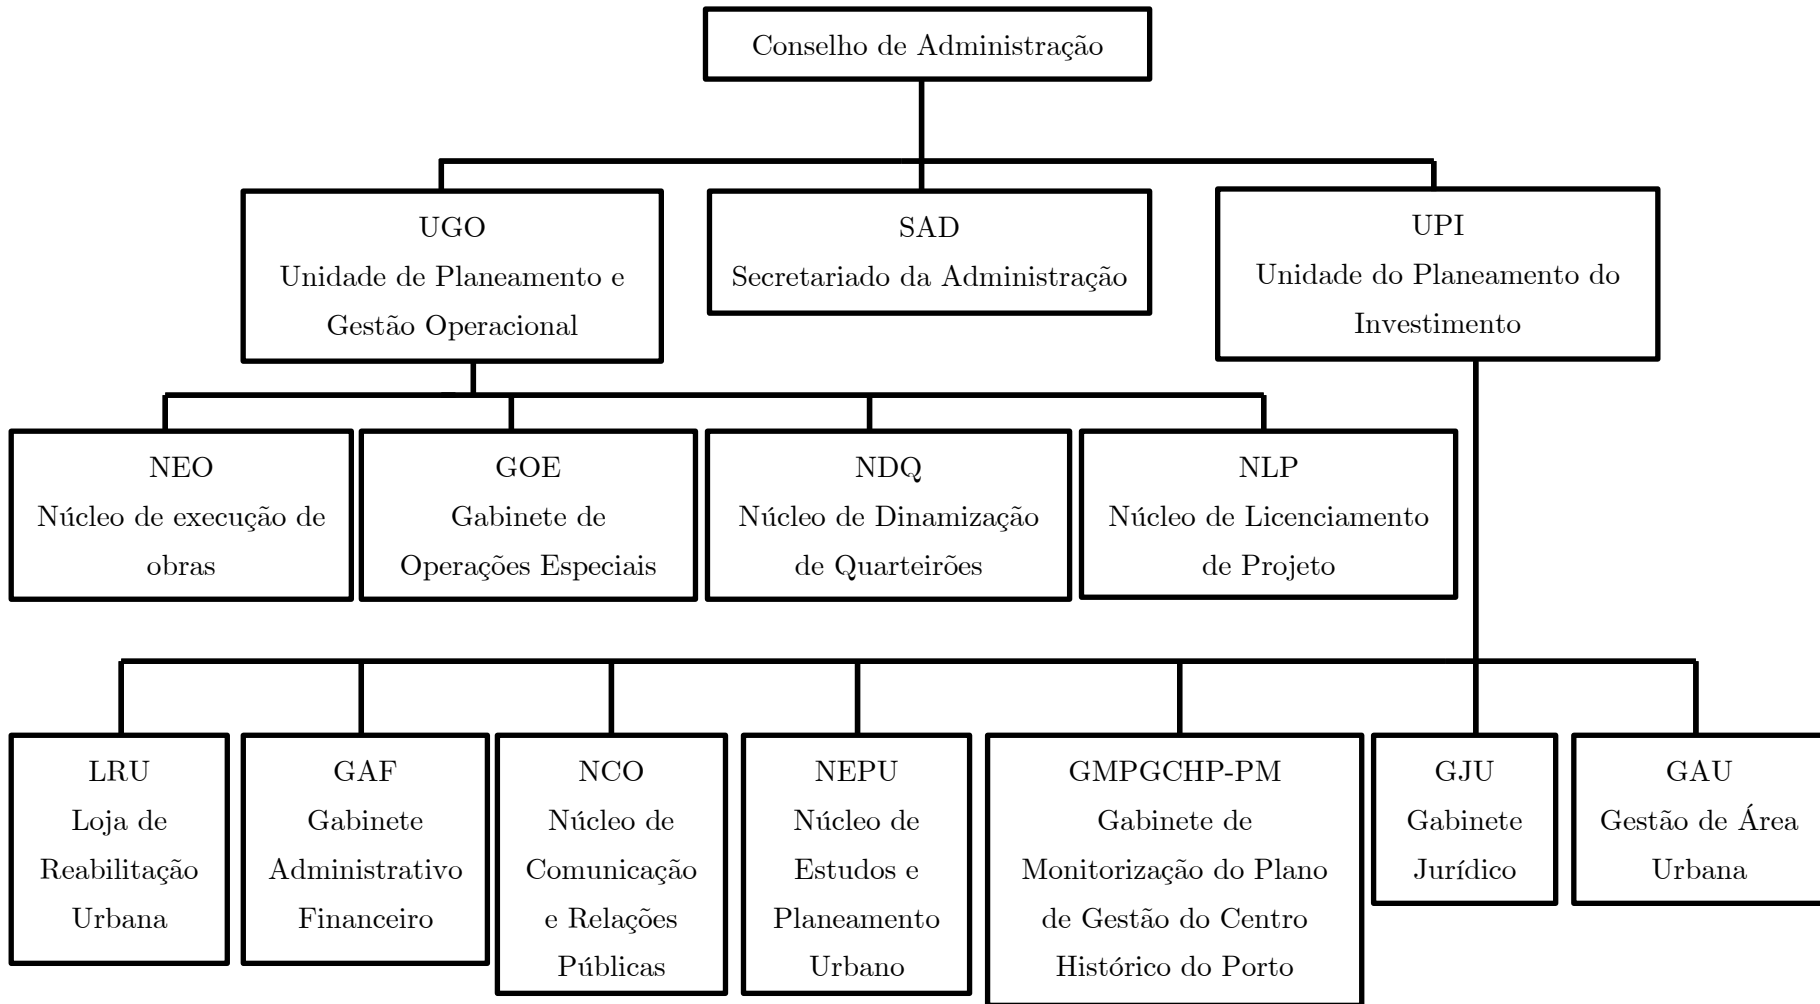 Conselho de Administração
UGO
Unidade de Planeamento e
Gestão Operacional
SAD
Secretariado da Administração
UPI
Unidade do Planeamento do
Investimento
NEO
Núcleo de execução de
obras
GOE
Gabinete de
Operações Especiais
NDQ
Núcleo de Dinamização
de Quarteirões
NLP
Núcleo de Licenciamento
de Projeto
LRU
Loja de
Reabilitação
Urbana
GAF
Gabinete
Administrativo
Financeiro
NCO
Núcleo de
Comunicação
e Relações
Públicas
NEPU
Núcleo de
Estudos e
Planeamento
Urbano
GMPGCHP-PM
Gabinete de
Monitorização do Plano
de Gestão do Centro
Histórico do Porto
GJU
Gabinete
Jurídico
GAU
Gestão de Área
Urbana